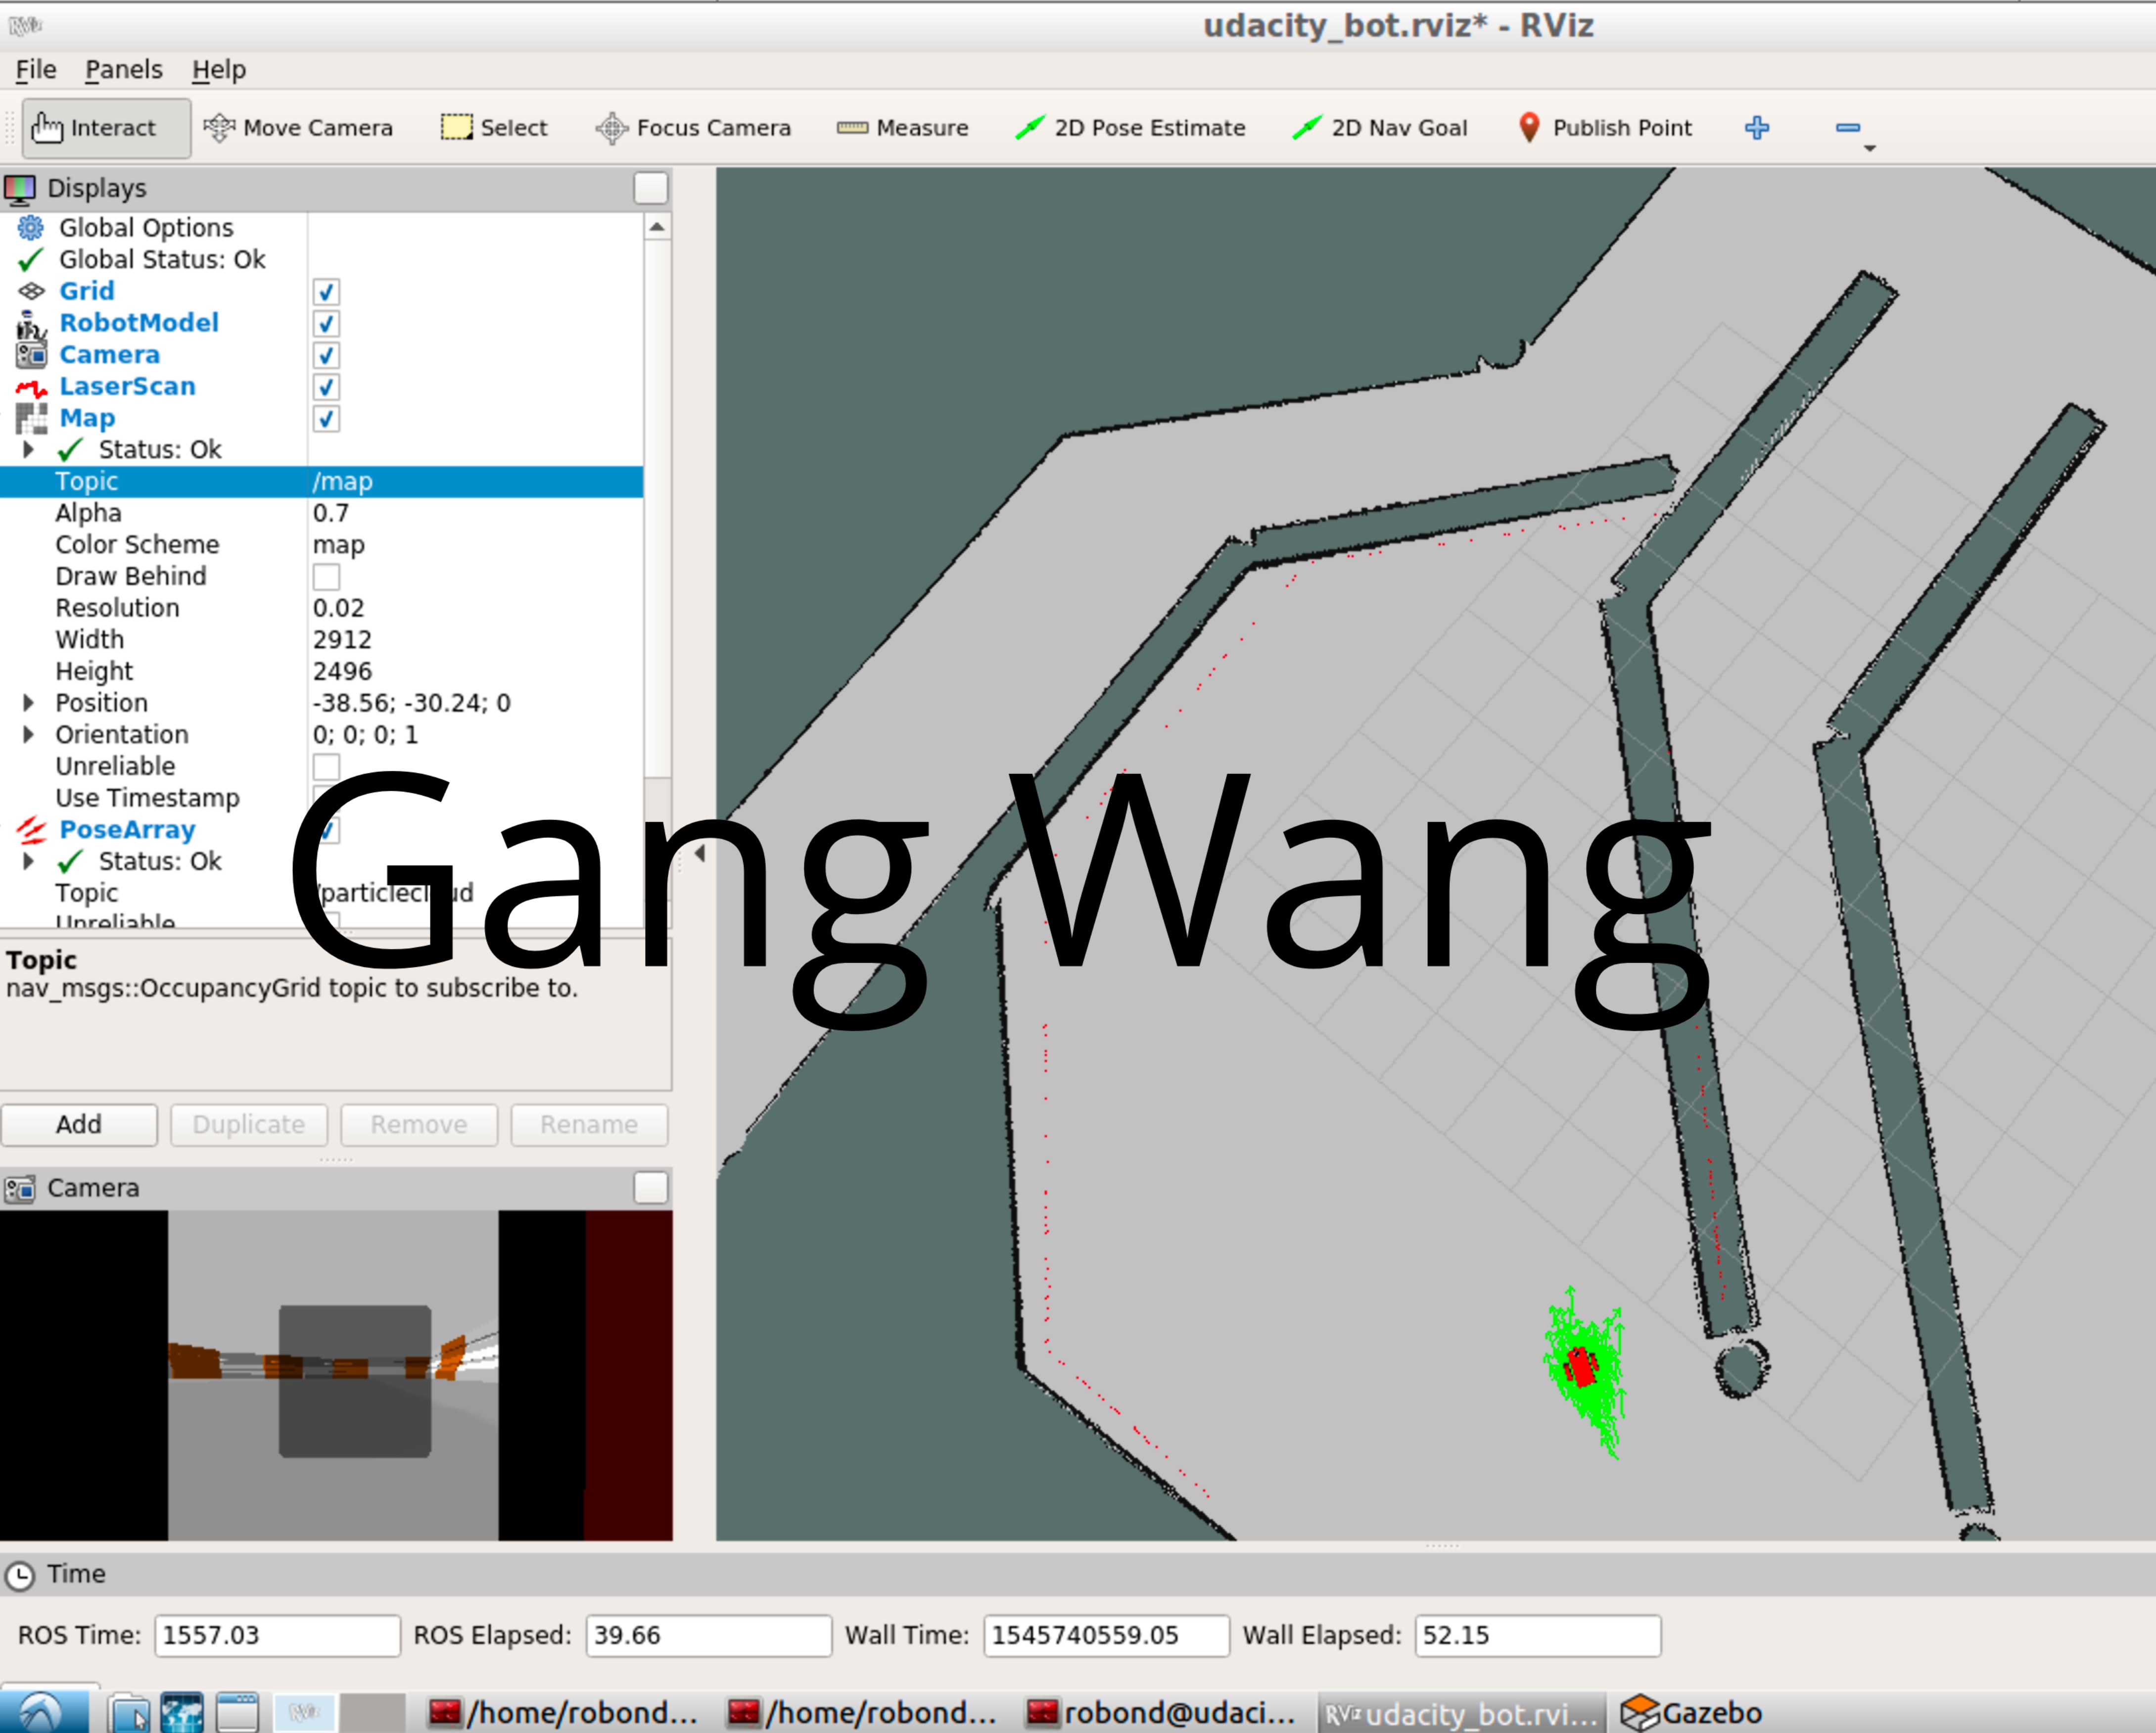 udacity_bot.rviz* - RViz
File Panels Help
Interact Move Camera Select Focus Camera Measure 2D Pose Estimate 2D Nav Goal Publish Point
Displays
Global Options
Global Status: Ok
Grid
RobotModel
Camera
LaserScan
Map
Status: Ok
Topic /map
Alpha 0.7
Color Scheme map
Draw Behind
Resolution 0.02
Width 2912
Height 2496
Position -38.56; -30.24; 0
Orientation 0; 0; 0; 1
Unreliable
Use Timestamp
PoseArray
Status: Ok
Topic /particlecloud
Unreliable
Gang Wang
Topic
nav_msgs::OccupancyGrid topic to subscribe to.
Add Duplicate Remove Rename
Camera
Time
ROS Time: 1557.03 ROS Elapsed: 39.66 Wall Time: 1545740559.05 Wall Elapsed: 52.15
/home/robond... /home/robond... robond@udaci... RViz udacity_bot.rvi... Gazebo